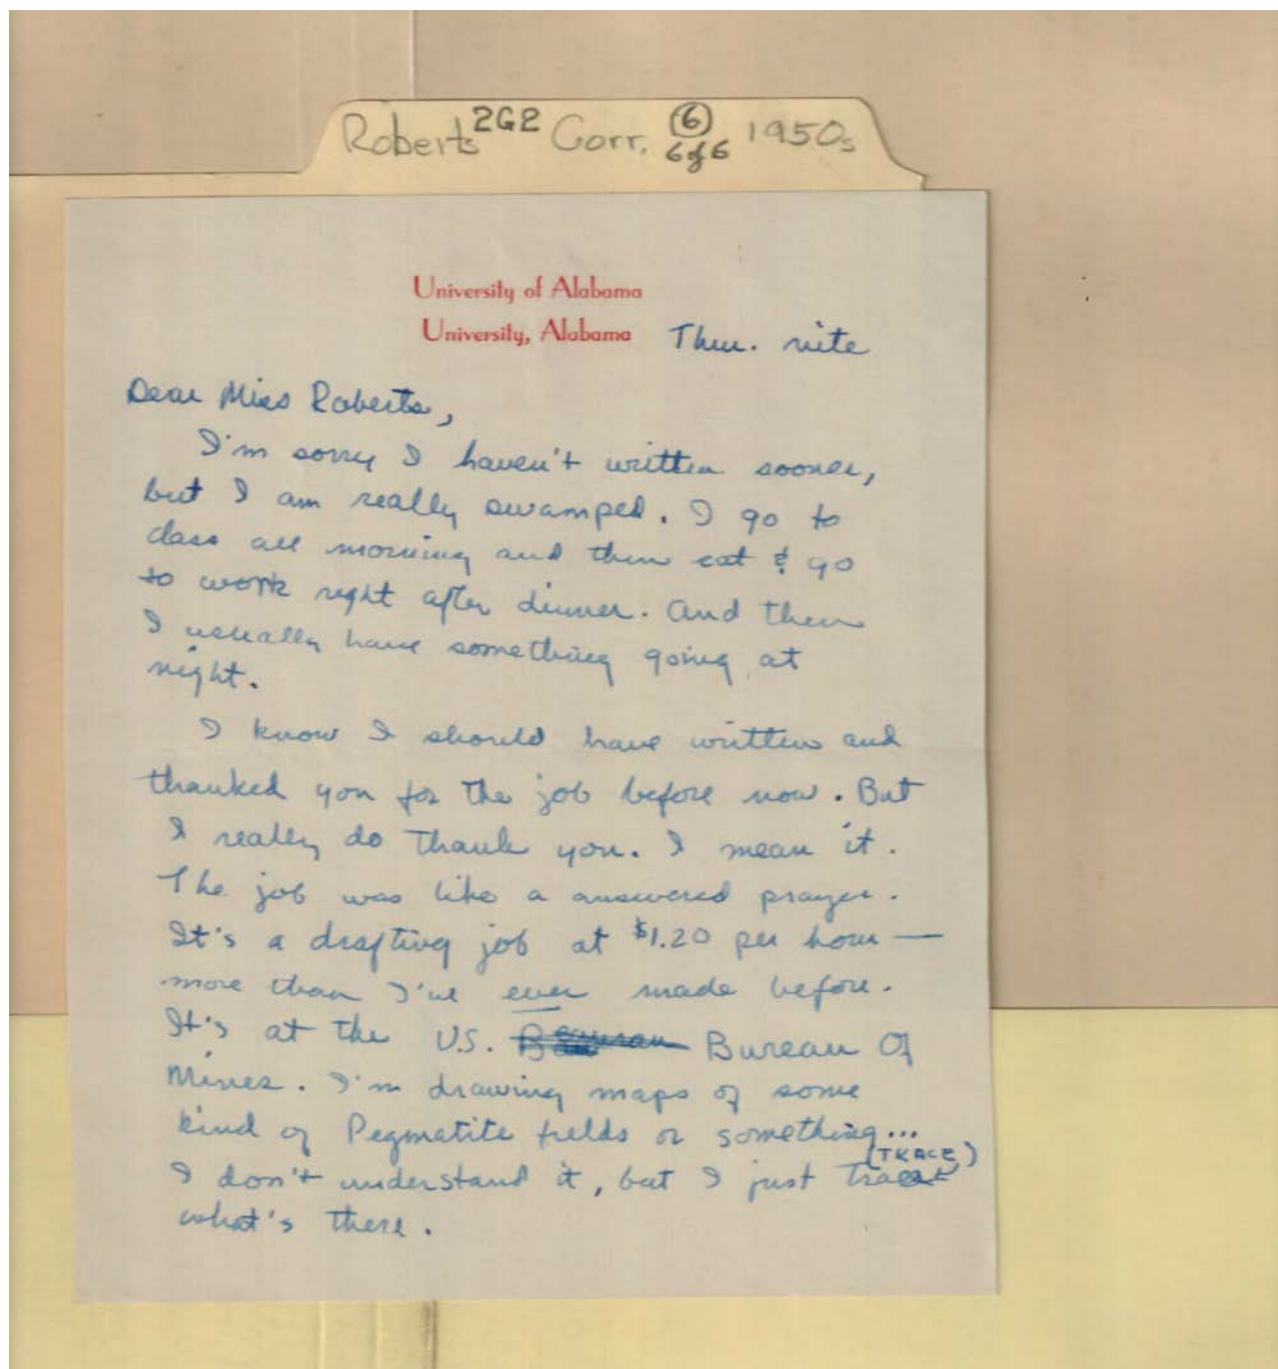 Roberts 2G2 Corr. 6 1950s
6 of 6
University of Alabama
University, Alabama Thur. nite
Dear Miss Roberts,
I'm sorry I haven't written sooner,
but I am really swamped. I go to
class all morning and then eat & go
to work right after dinner. And then
I usually have something going at
night.
I know I should have written and
thanked you for the job before now. But
I really do thank you. I mean it.
The job was like a answered prayer.
It's a drafting job at $1.20 per hour —
more than I've ever made before.
It's at the U.S. Bureau Of
Mines. I'm drawing maps of some
kind of Pegmatite fields or something...
(TRACE)
I don't understand it, but I just
what's there.